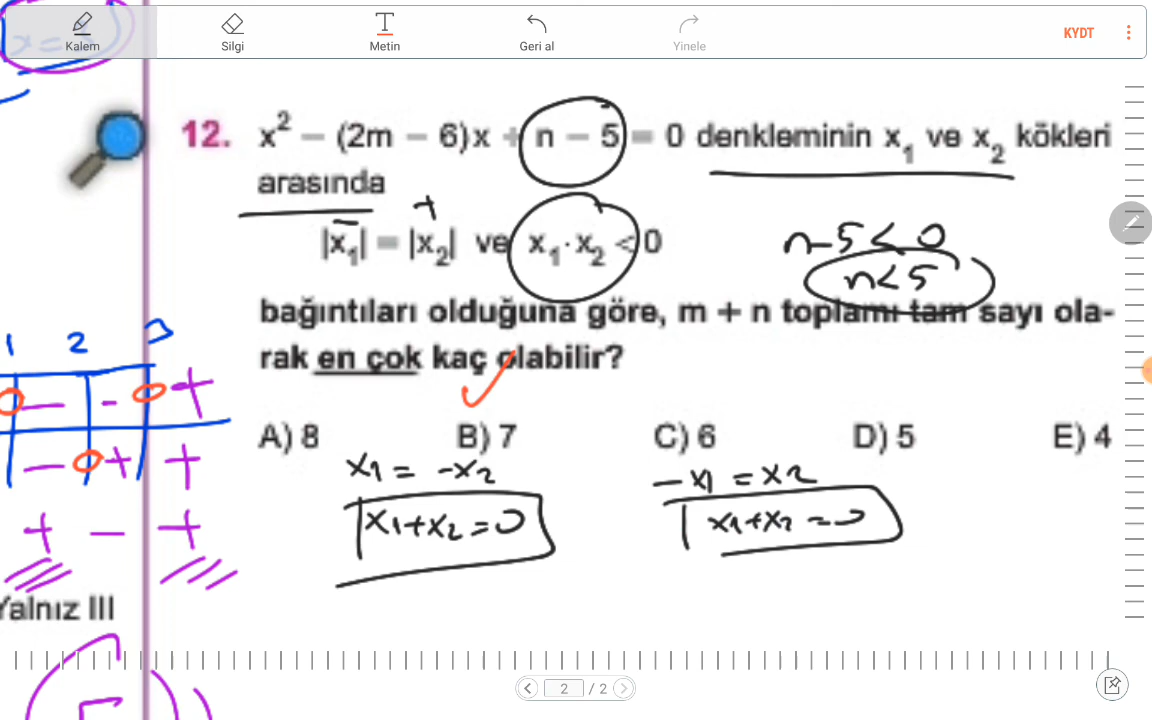 Kalem Silgi Metin Geri al Yinele KYDT
12. x² − (2m − 6)x + n − 5 = 0 denkleminin x₁ ve x₂ kökleri
arasında
− +
|x₁| = |x₂| ve x₁·x₂ < 0
n−5<0
n<5
bağıntıları olduğuna göre, m + n toplamı tam sayı ola-
rak en çok kaç olabilir?
A) 8 B) 7 C) 6 D) 5 E) 4
x₁ = -x₂
x₁+x₂=0
-x₁ = x₂
x₁+x₂=0
1 2 3
− - +
− + +
+ − +
Yalnız III
2 / 2